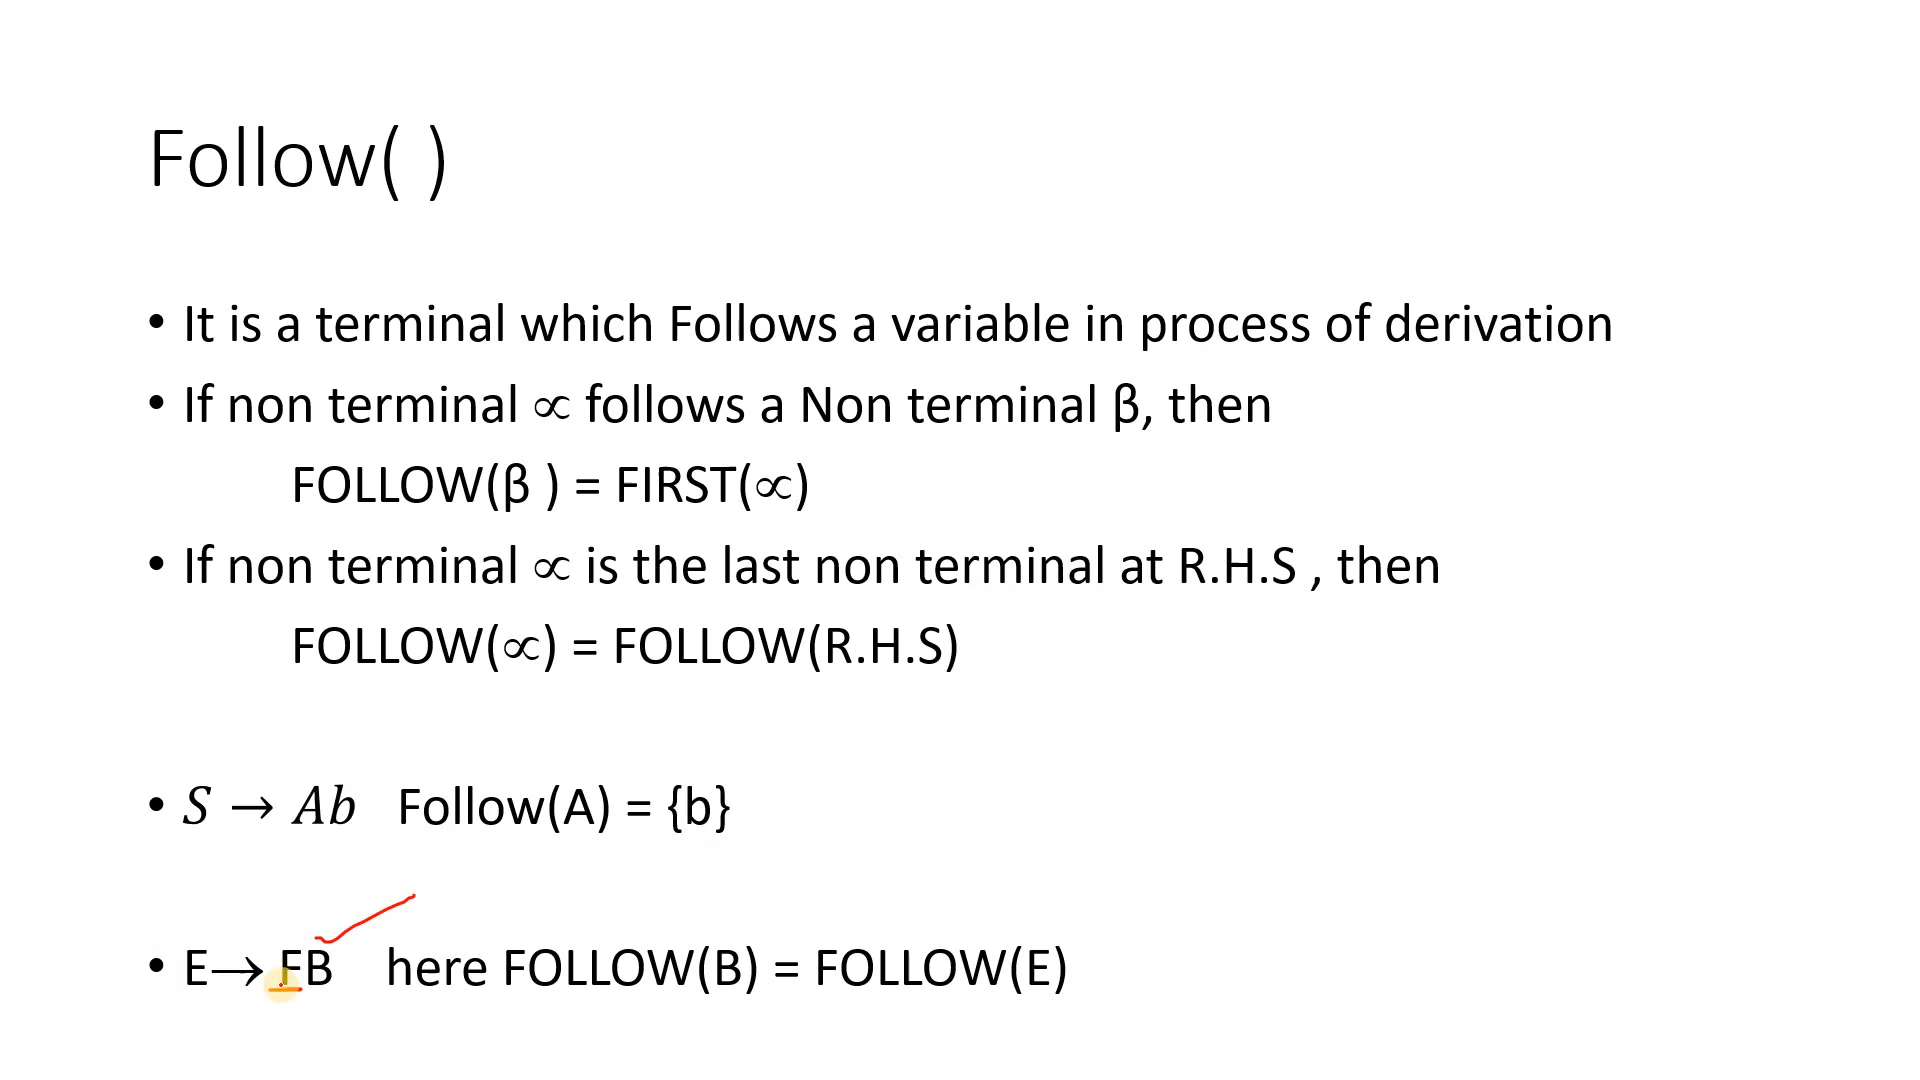 Follow( )
• It is a terminal which Follows a variable in process of derivation
• If non terminal ∝ follows a Non terminal β, then
FOLLOW(β ) = FIRST(∝)
• If non terminal ∝ is the last non terminal at R.H.S , then
FOLLOW(∝) = FOLLOW(R.H.S)
• S → Ab Follow(A) = {b}
• E→ FB here FOLLOW(B) = FOLLOW(E)